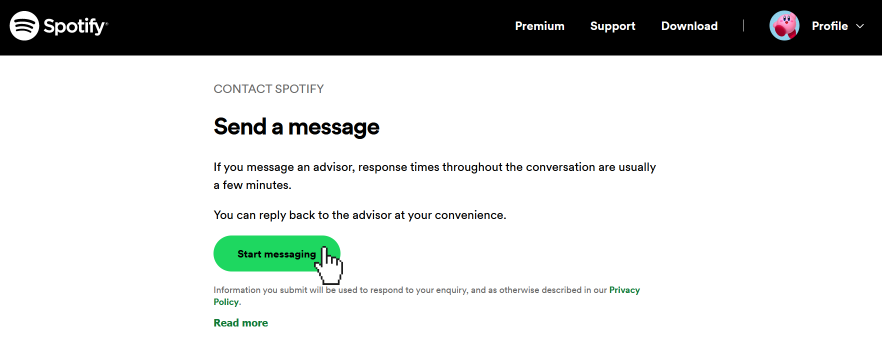 Spotify
Premium
Support
Download
Profile
CONTACT SPOTIFY
Send a message
If you message an advisor, response times throughout the conversation are usually
a few minutes.
You can reply back to the advisor at your convenience.
Start messaging
Information you submit will be used to respond to your enquiry, and as otherwise described in our Privacy
Policy.
Read more